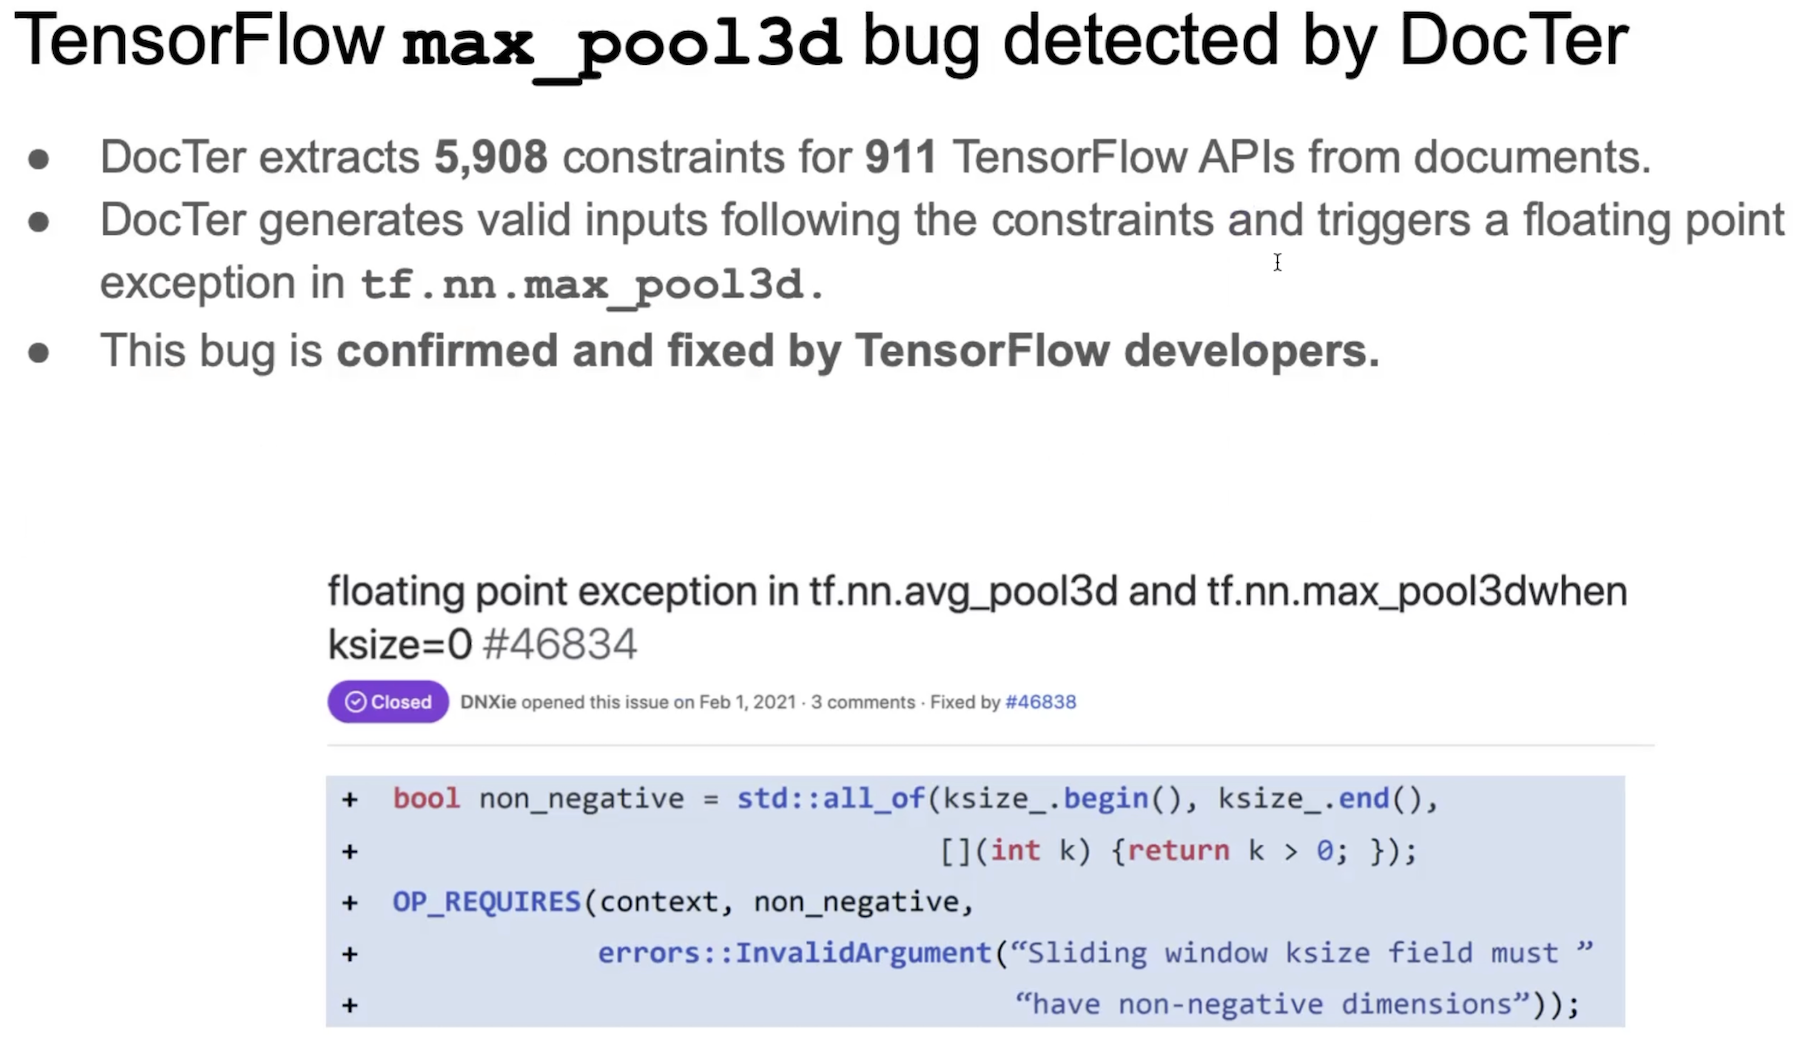 TensorFlow max_pool3d bug detected by DocTer
● DocTer extracts 5,908 constraints for 911 TensorFlow APIs from documents.
● DocTer generates valid inputs following the constraints and triggers a floating point
exception in tf.nn.max_pool3d.
● This bug is confirmed and fixed by TensorFlow developers.
floating point exception in tf.nn.avg_pool3d and tf.nn.max_pool3dwhen
ksize=0 #46834
Closed DNXie opened this issue on Feb 1, 2021 · 3 comments · Fixed by #46838
+ bool non_negative = std::all_of(ksize_.begin(), ksize_.end(),
+ [](int k) {return k > 0; });
+ OP_REQUIRES(context, non_negative,
+ errors::InvalidArgument(“Sliding window ksize field must ”
+ “have non-negative dimensions”));